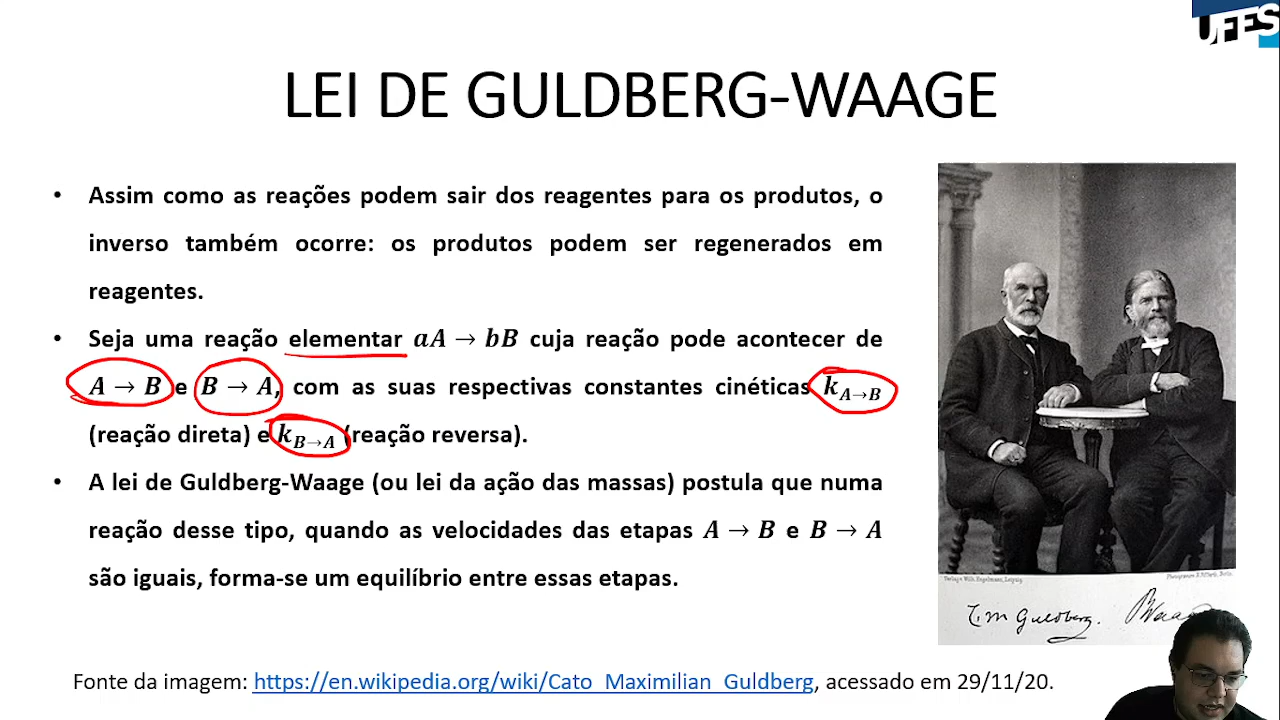 UFES
LEI DE GULDBERG-WAAGE
• Assim como as reações podem sair dos reagentes para os produtos, o
inverso também ocorre: os produtos podem ser regenerados em
reagentes.
• Seja uma reação elementar aA → bB cuja reação pode acontecer de
A → B e B → A, com as suas respectivas constantes cinéticas k_{A→B}
(reação direta) e k_{B→A} (reação reversa).
• A lei de Guldberg-Waage (ou lei da ação das massas) postula que numa
reação desse tipo, quando as velocidades das etapas A → B e B → A
são iguais, forma-se um equilíbrio entre essas etapas.
C.M Guldberg. PWaage
Fonte da imagem: https://en.wikipedia.org/wiki/Cato_Maximilian_Guldberg, acessado em 29/11/20.